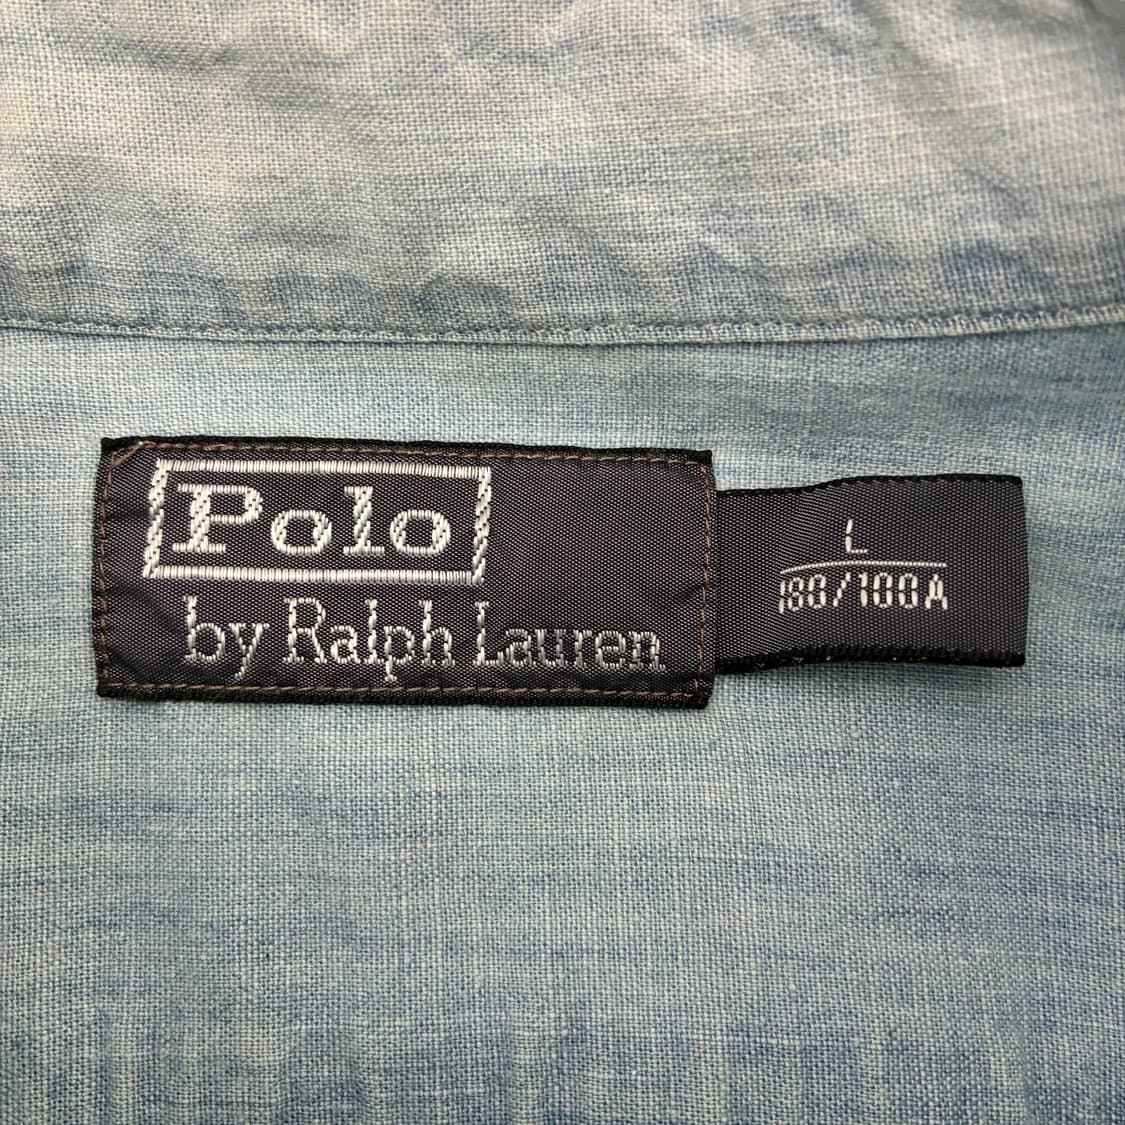 Polo
by Ralph Lauren
L
180/100A